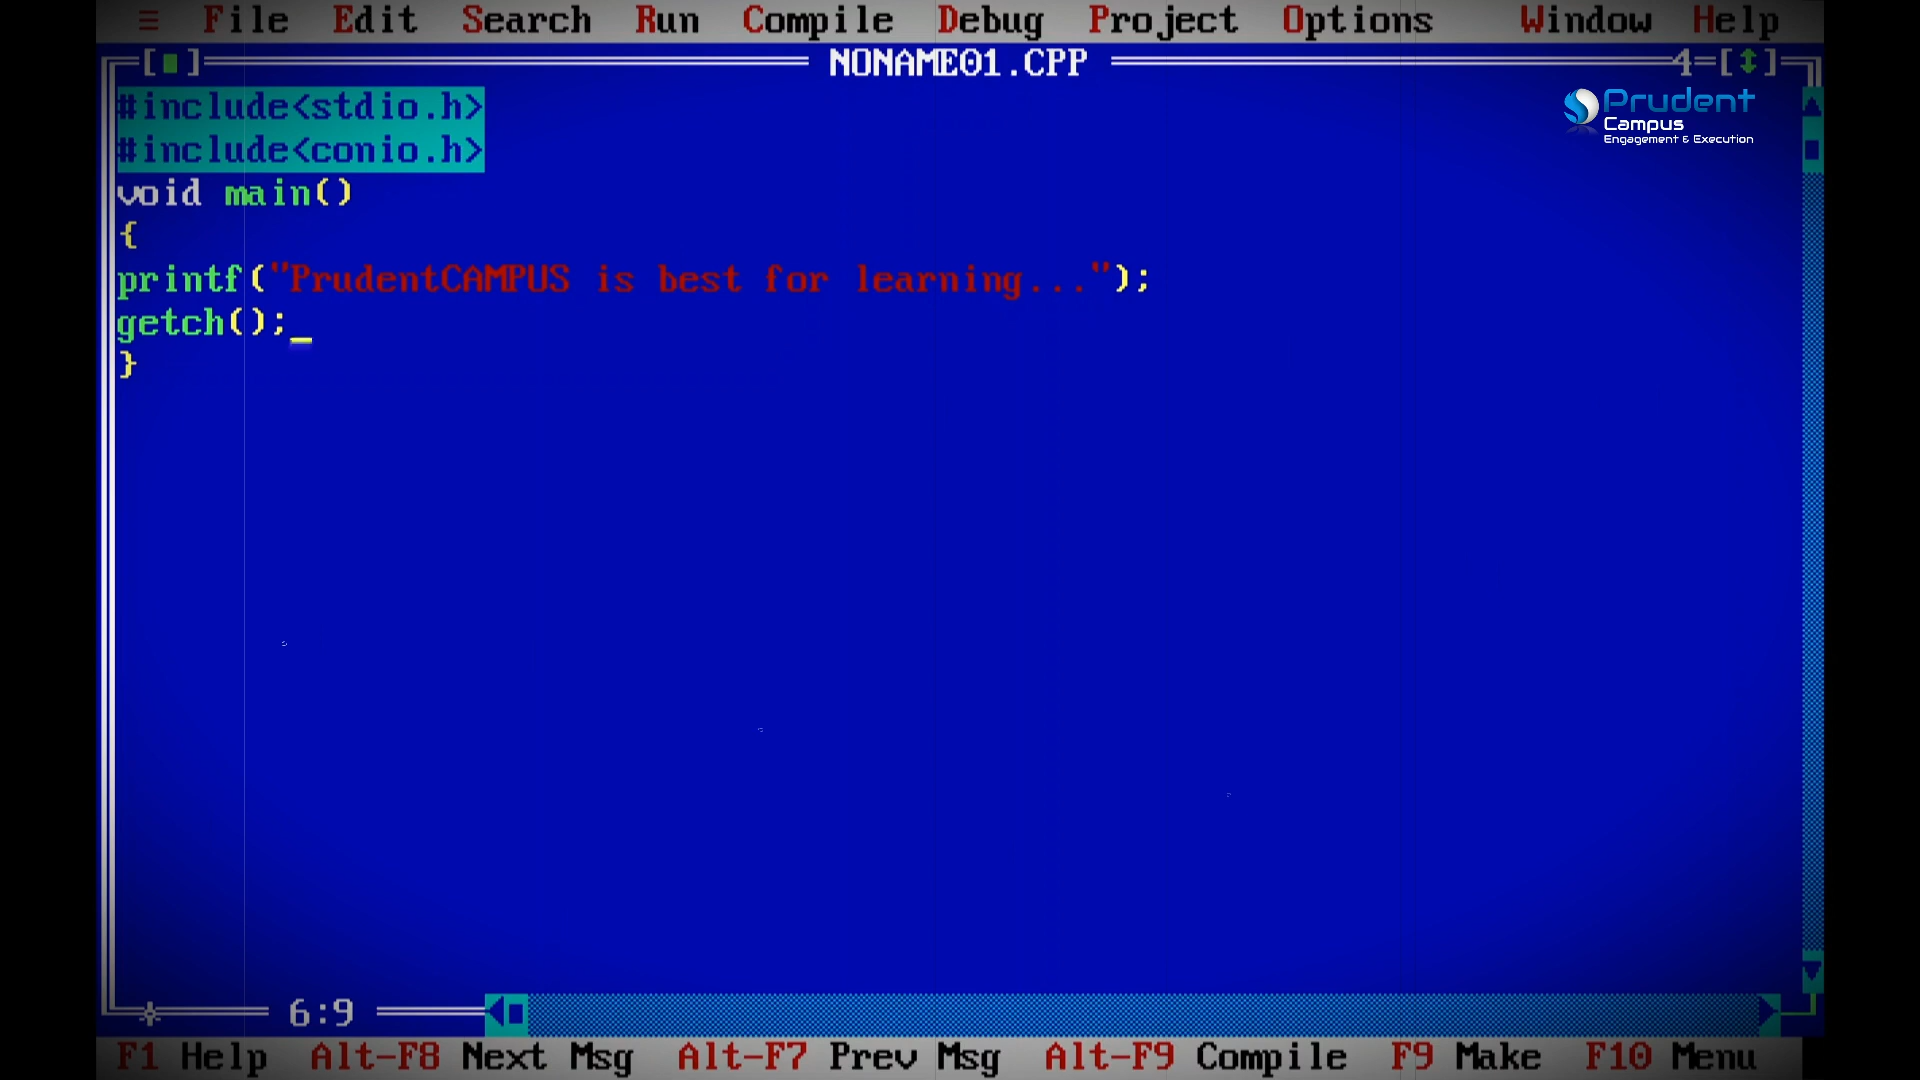 ≡ File Edit Search Run Compile Debug Project Options Window Help
[■] NONAME01.CPP 4=[↕]
Prudent
Campus
Engagement & Execution
#include<stdio.h>
#include<conio.h>
void main()
{
printf("PrudentCAMPUS is best for learning...");
getch();_
}
6:9
F1 Help Alt-F8 Next Msg Alt-F7 Prev Msg Alt-F9 Compile F9 Make F10 Menu